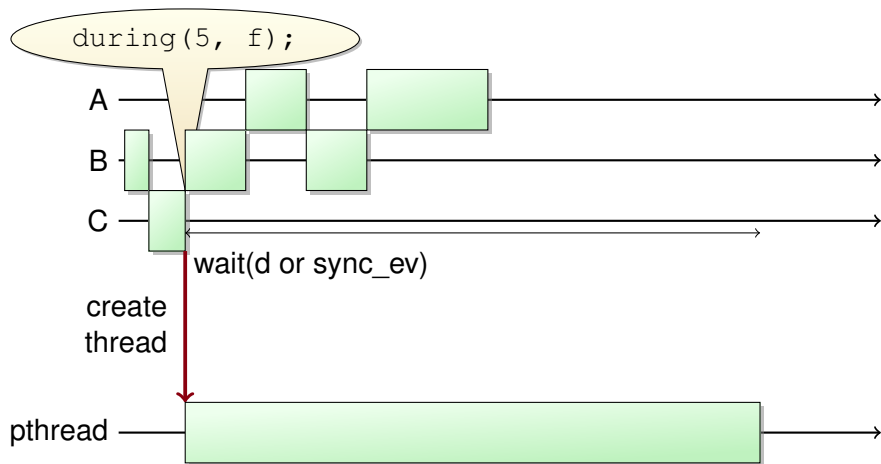 during(5, f);
A
B
C
wait(d or sync_ev)
create
thread
pthread